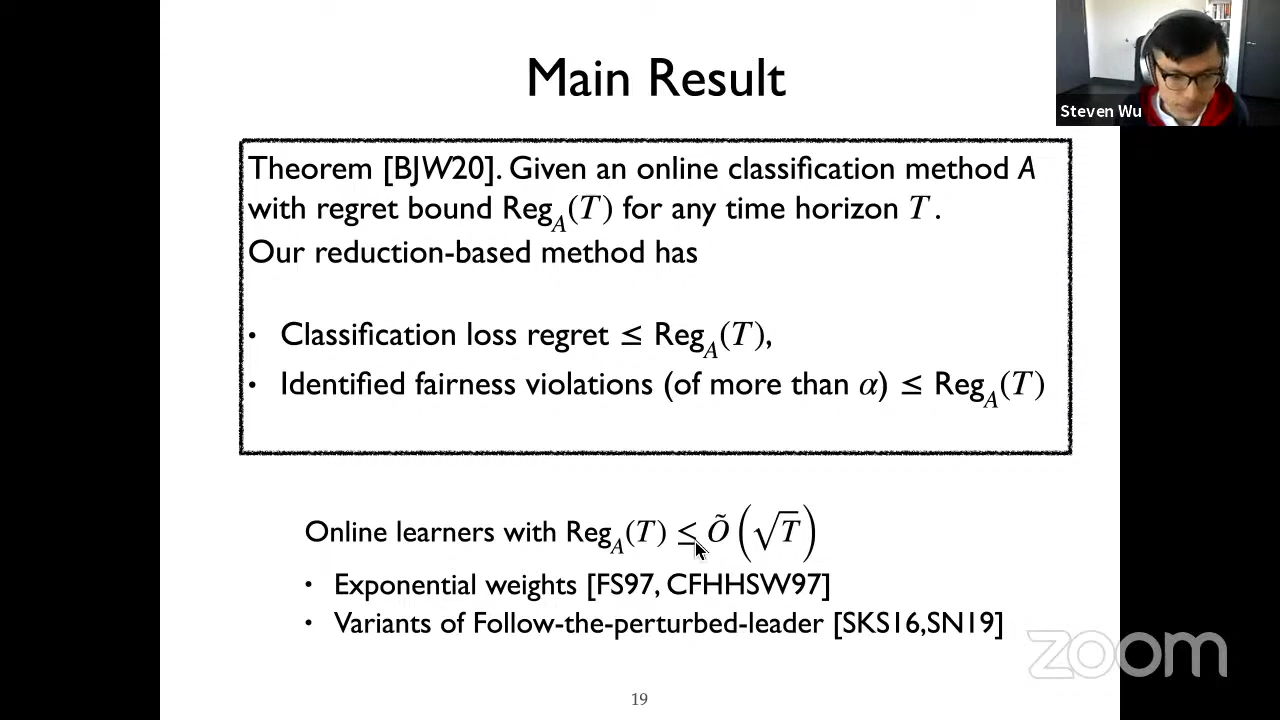 Main Result
Steven Wu
Theorem [BJW20]. Given an online classification method A
with regret bound Reg_A(T) for any time horizon T.
Our reduction-based method has
• Classification loss regret ≤ Reg_A(T),
• Identified fairness violations (of more than α) ≤ Reg_A(T)
Online learners with Reg_A(T) ≤ Õ(√T)
• Exponential weights [FS97, CFHHSW97]
• Variants of Follow-the-perturbed-leader [SKS16,SN19]
zoom
19